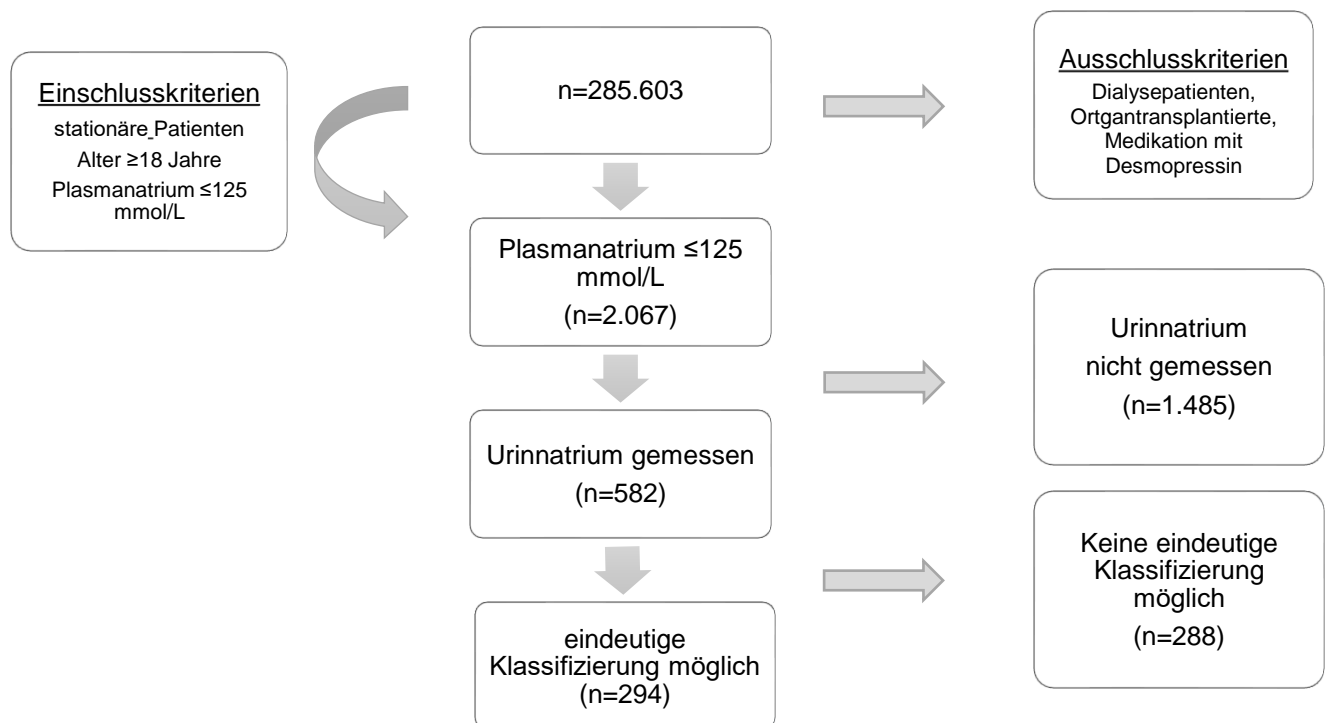 Einschlusskriterien
stationäre Patienten
Alter ≥18 Jahre
Plasmanatrium ≤125
mmol/L
n=285.603
Ausschlusskriterien
Dialysepatienten,
Ortgantransplantierte,
Medikation mit
Desmopressin
Plasmanatrium ≤125
mmol/L
(n=2.067)
Urinnatrium
nicht gemessen
(n=1.485)
Urinnatrium gemessen
(n=582)
Keine eindeutige
Klassifizierung
möglich
(n=288)
eindeutige
Klassifizierung möglich
(n=294)